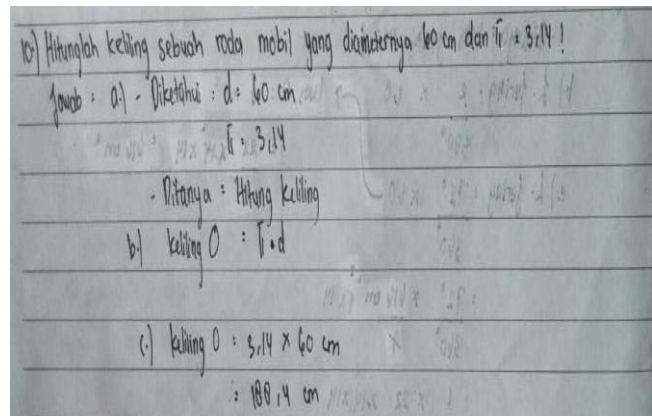 10.) Hitunglah keliling sebuah roda mobil yang diameternya 60 cm dan π = 3,14 !
Jawab : a.) - Diketahui : d : 60 cm
π : 3,14
- Ditanya : Hitung keliling
b.) Keliling O : π . d
c.) Keliling O : 3,14 x 60 cm
: 188,4 cm